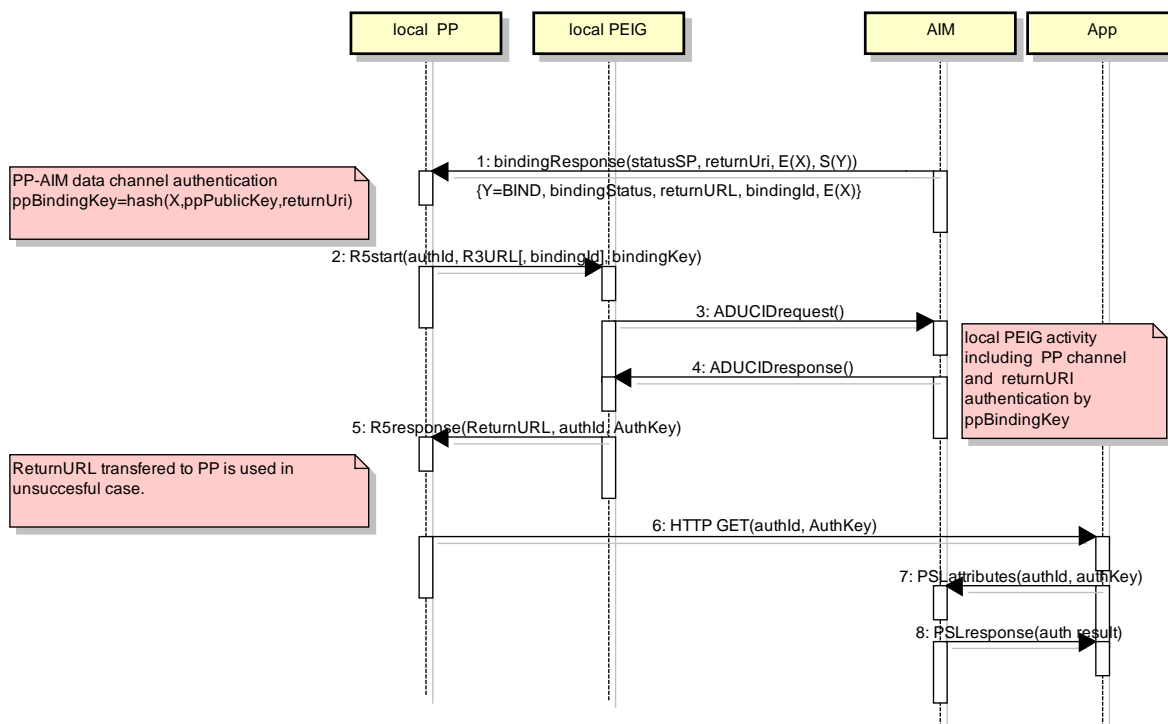 local  PP
local PEIG
AIM
App
1: bindingResponse(statusSP, returnUri, E(X), S(Y))
{Y=BIND, bindingStatus, returnURL, bindingId, E(X)}
PP-AIM data channel authentication
ppBindingKey=hash(X,ppPublicKey,returnUri)
2: R5start(authId, R3URL[, bindingId], bindingKey)
3: ADUCIDrequest()
local PEIG activity
including  PP channel
and  returnURI
authentication by
ppBindingKey
4: ADUCIDresponse()
5: R5response(ReturnURL, authId, AuthKey)
ReturnURL transfered to PP is used in
unsuccesful case.
6: HTTP GET(authId, AuthKey)
7: PSLattributes(authId, authKey)
8: PSLresponse(auth result)